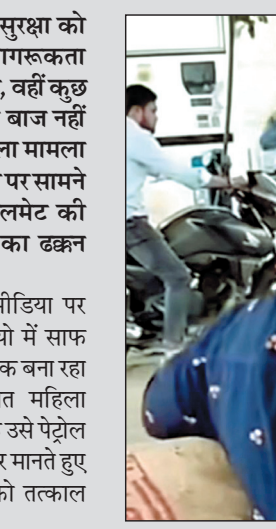 सुरक्षा को
ागरूकता
, वहीं कुछ
बाज नहीं
ला मामला
पर सामने
लमेट की
का ढक्कन
ीडिया पर
यो में साफ
क बना रहा
त महिला
उसे पेट्रोल
र मानते हुए
को तत्काल